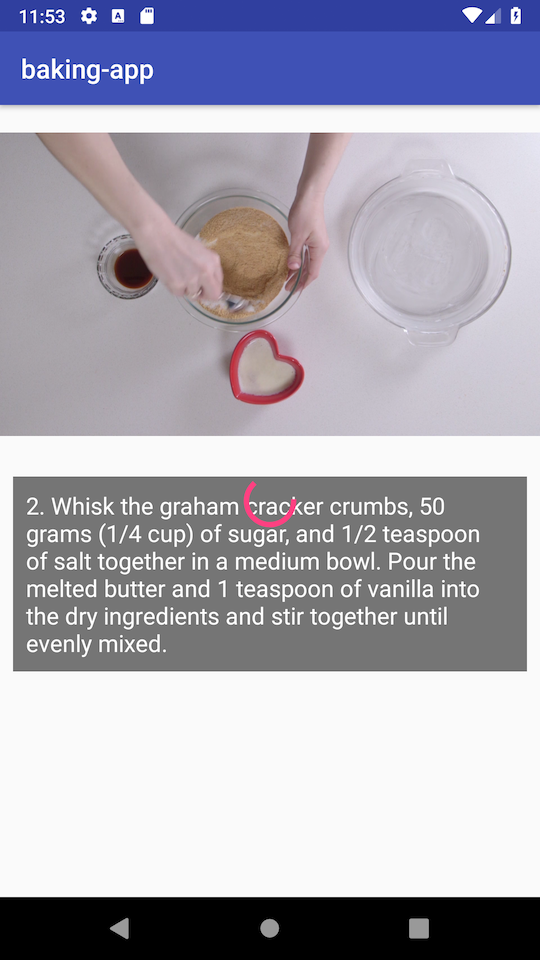 11:53
baking-app
2. Whisk the graham cracker crumbs, 50
grams (1/4 cup) of sugar, and 1/2 teaspoon
of salt together in a medium bowl. Pour the
melted butter and 1 teaspoon of vanilla into
the dry ingredients and stir together until
evenly mixed.